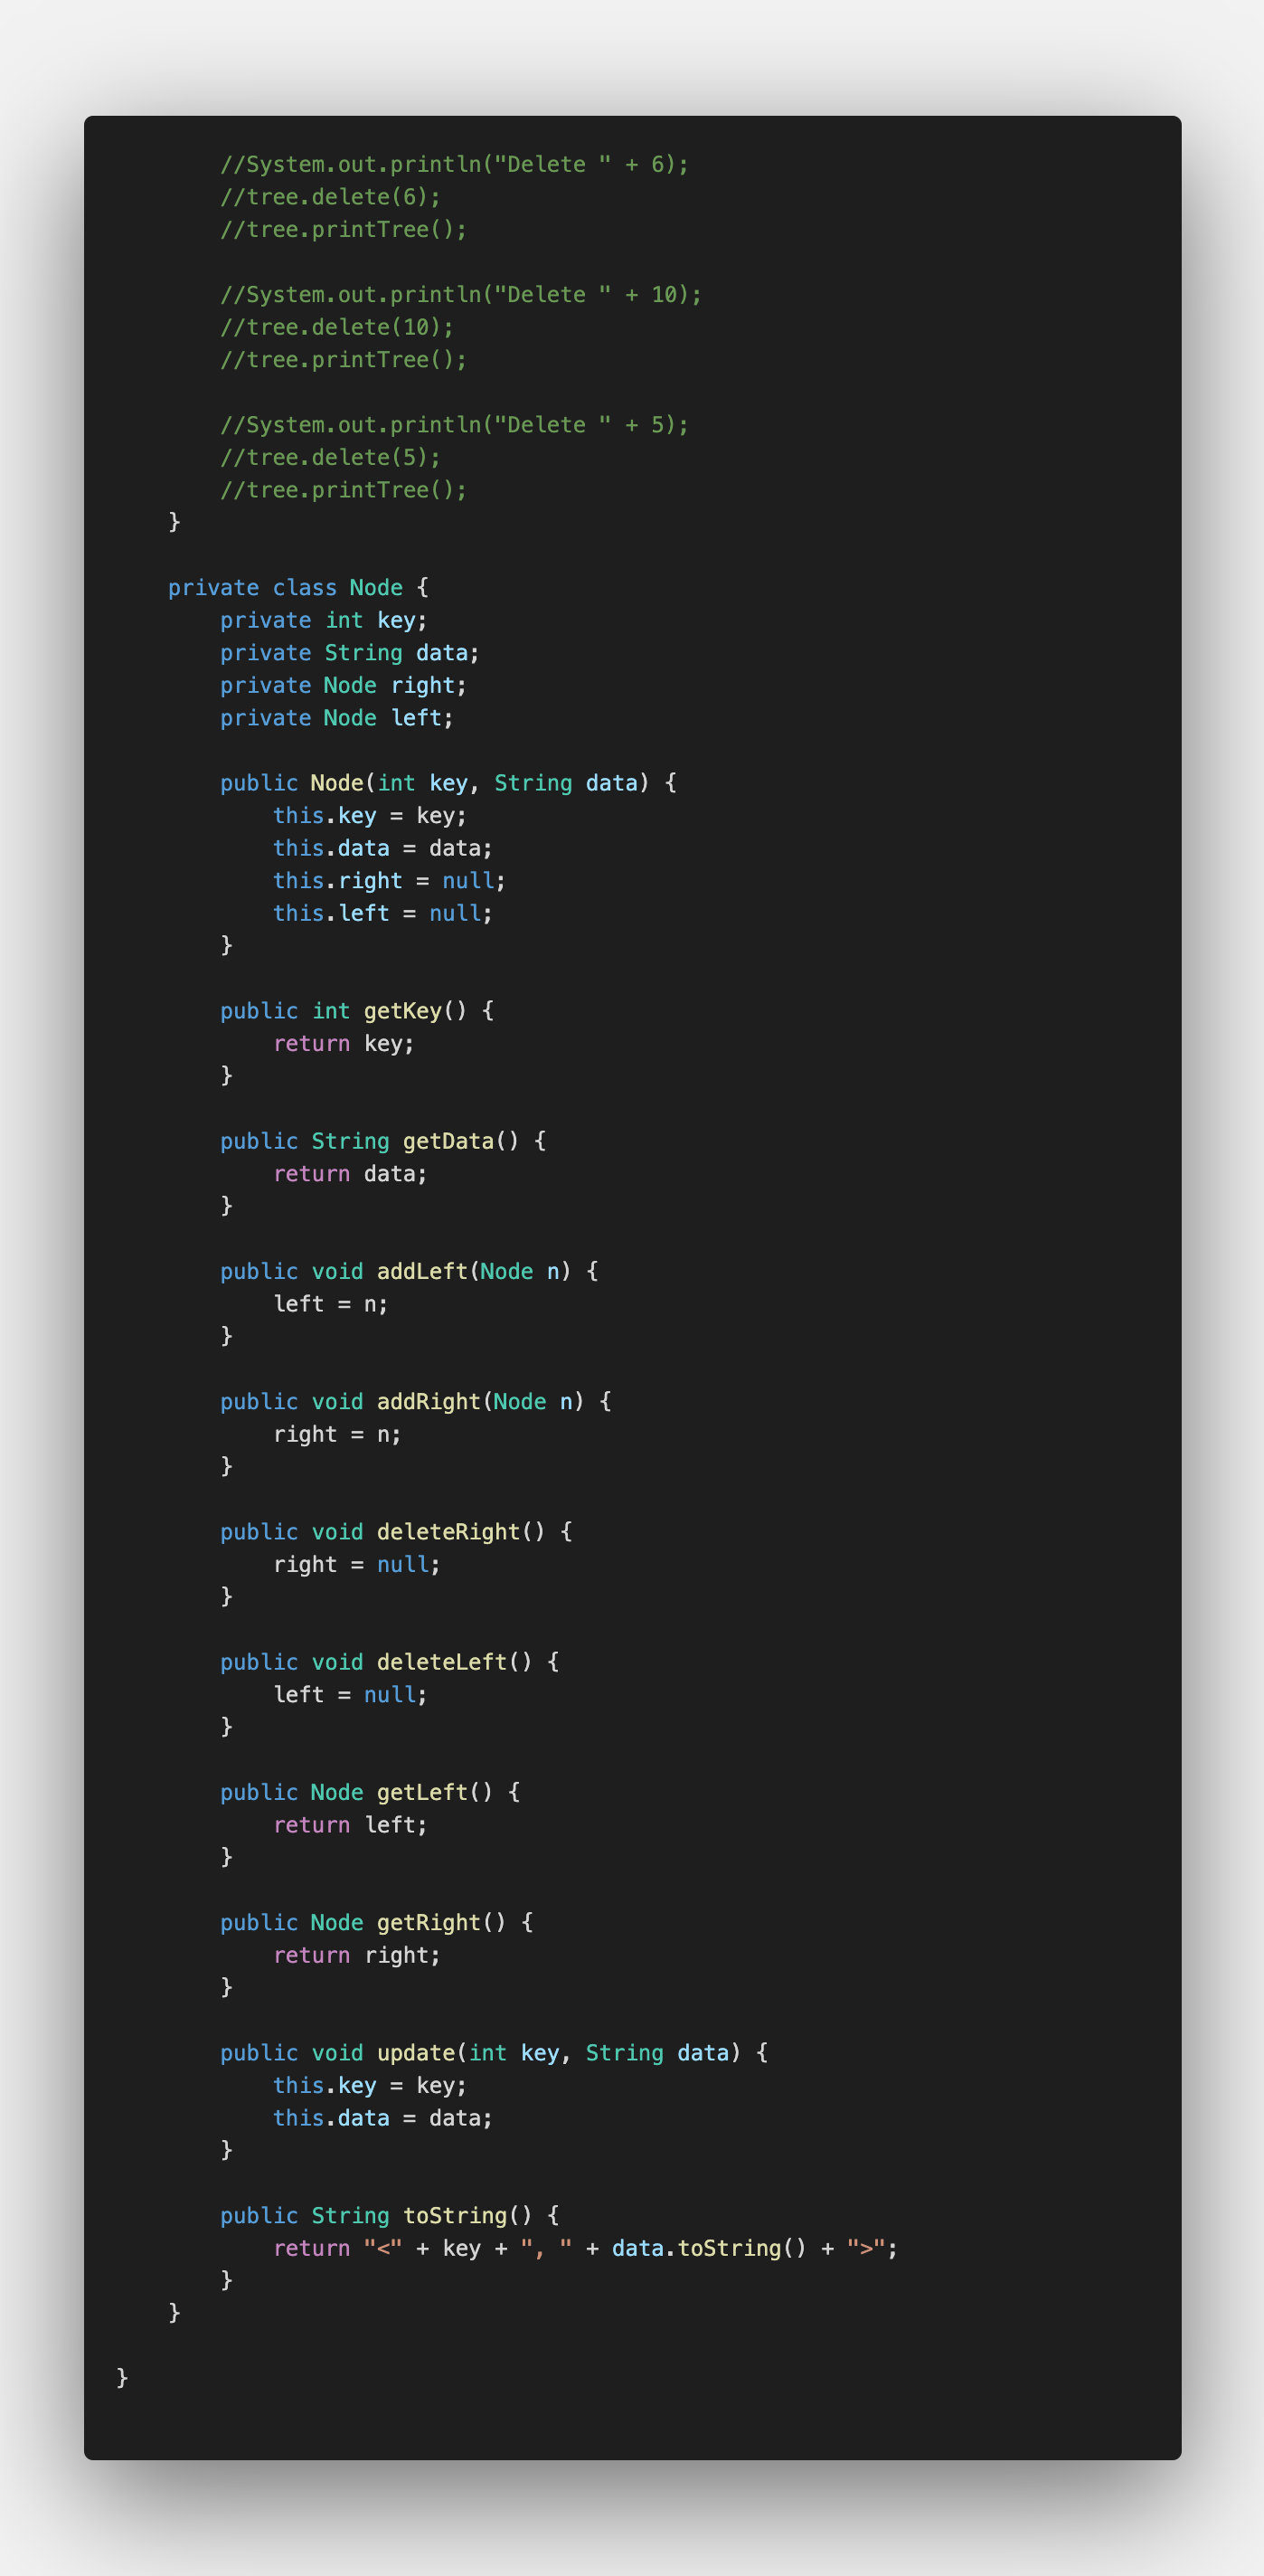 //System.out.println("Delete " + 6);
//tree.delete(6);
//tree.printTree();
//System.out.println("Delete " + 10);
//tree.delete(10);
//tree.printTree();
//System.out.println("Delete " + 5);
//tree.delete(5);
//tree.printTree();
}
private class Node {
private int key;
private String data;
private Node right;
private Node left;
public Node(int key, String data) {
this.key = key;
this.data = data;
this.right = null;
this.left = null;
}
public int getKey() {
return key;
}
public String getData() {
return data;
}
public void addLeft(Node n) {
left = n;
}
public void addRight(Node n) {
right = n;
}
public void deleteRight() {
right = null;
}
public void deleteLeft() {
left = null;
}
public Node getLeft() {
return left;
}
public Node getRight() {
return right;
}
public void update(int key, String data) {
this.key = key;
this.data = data;
}
public String toString() {
return "<" + key + ", " + data.toString() + ">";
}
}
}